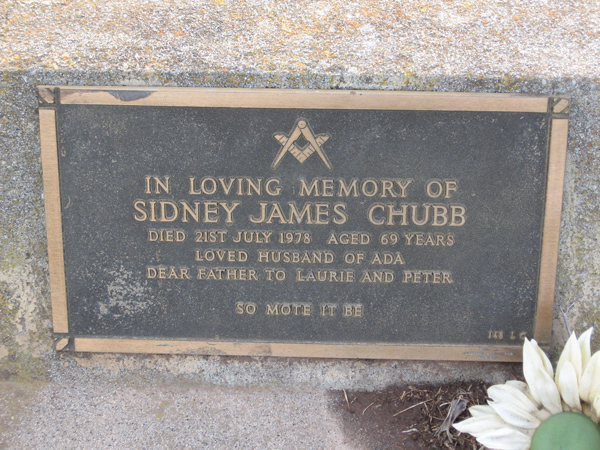 IN LOVING MEMORY OF
SIDNEY JAMES CHUBB
DIED 21ST JULY 1978 AGED 69 YEARS
LOVED HUSBAND OF ADA
DEAR FATHER TO LAURIE AND PETER
SO MOTE IT BE